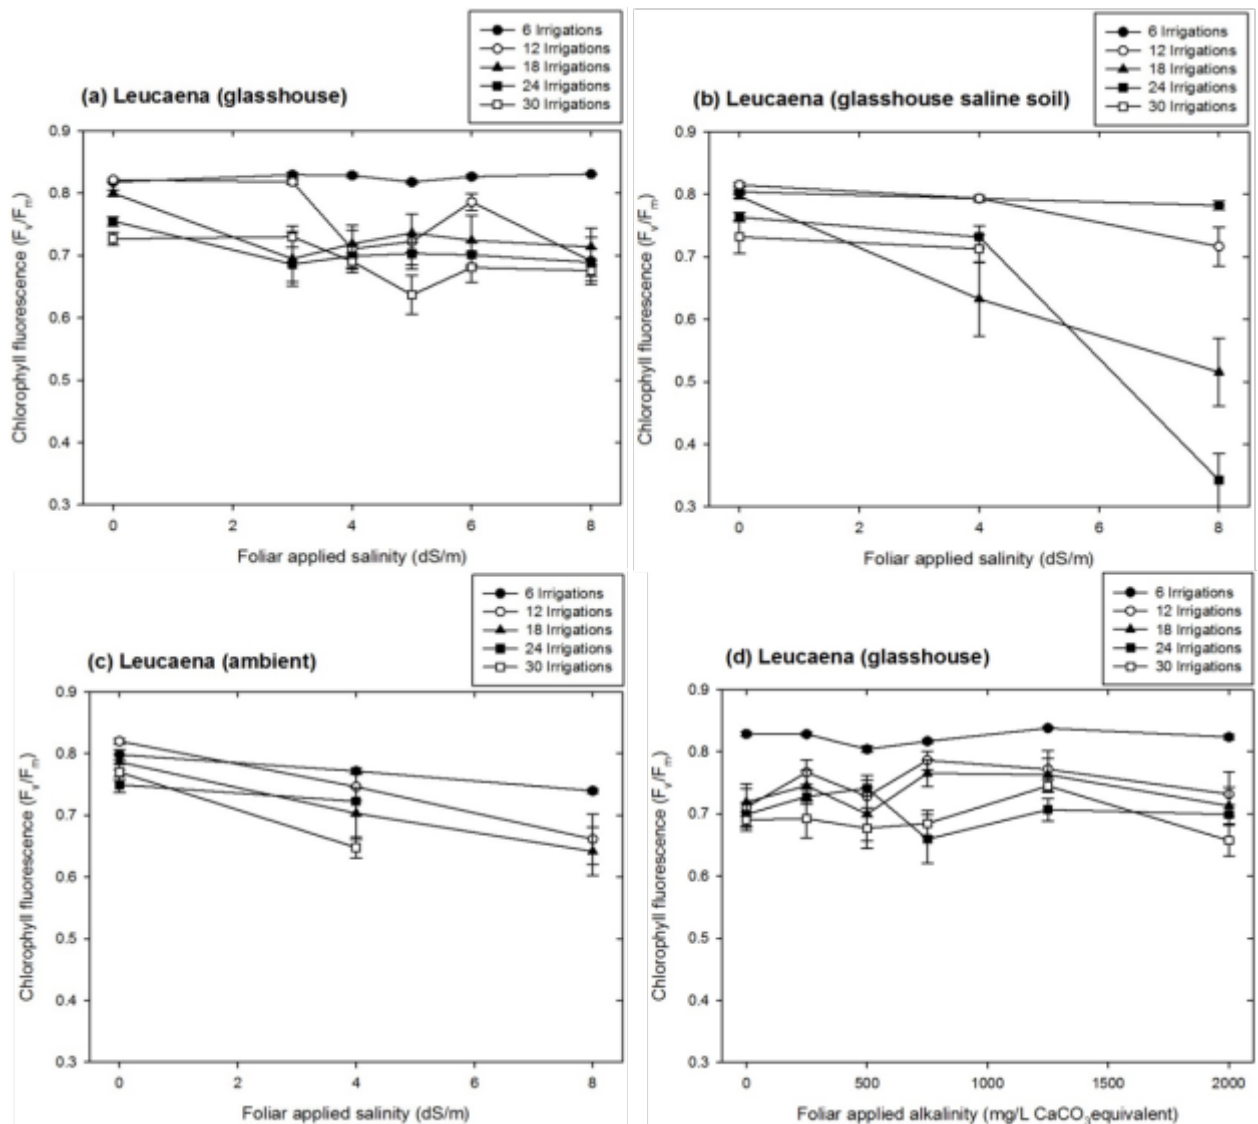 6 Irrigations
12 Irrigations
18 Irrigations
24 Irrigations
30 Irrigations
(a) Leucaena (glasshouse)
0.9
0.8
0.7
0.6
0.5
0.4
0.3
Chlorophyll fluorescence (Fv/Fm)
0 2 4 6 8
Foliar applied salinity (dS/m)
6 Irrigations
12 Irrigations
18 Irrigations
24 Irrigations
30 Irrigations
(b) Leucaena (glasshouse saline soil)
0.9
0.8
0.7
0.6
0.5
0.4
0.3
Chlorophyll fluorescence (Fv/Fm)
0 2 4 6 8
Foliar applied salinity (dS/m)
6 Irrigations
12 Irrigations
18 Irrigations
24 Irrigations
30 Irrigations
(c) Leucaena (ambient)
0.9
0.8
0.7
0.6
0.5
0.4
0.3
Chlorophyll fluorescence (Fv/Fm)
0 2 4 6 8
Foliar applied salinity (dS/m)
6 Irrigations
12 Irrigations
18 Irrigations
24 Irrigations
30 Irrigations
(d) Leucaena (glasshouse)
0.9
0.8
0.7
0.6
0.5
0.4
0.3
Chlorophyll fluorescence (Fv/Fm)
0 500 1000 1500 2000
Foliar applied alkalinity (mg/L CaCO3equivalent)